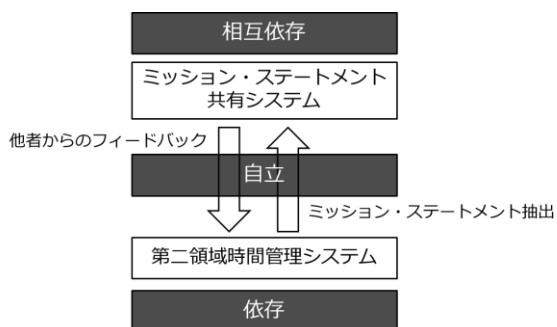 相互依存
ミッション・ステートメント
共有システム
他者からのフィードバック
自立
ミッション・ステートメント抽出
第二領域時間管理システム
依存